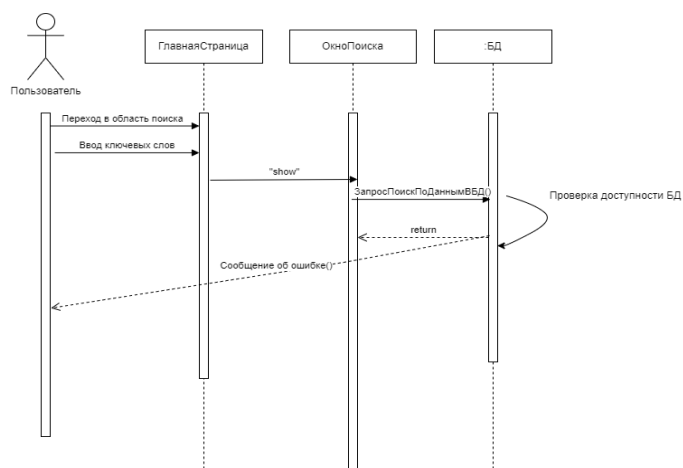 ГлавнаяСтраница
ОкноПоиска
:БД
Пользователь
Переход в область поиска
Ввод ключевых слов
"show"
ЗапросПоискПоДаннымВБД()
Проверка доступности БД
return
Сообщение об ошибке()